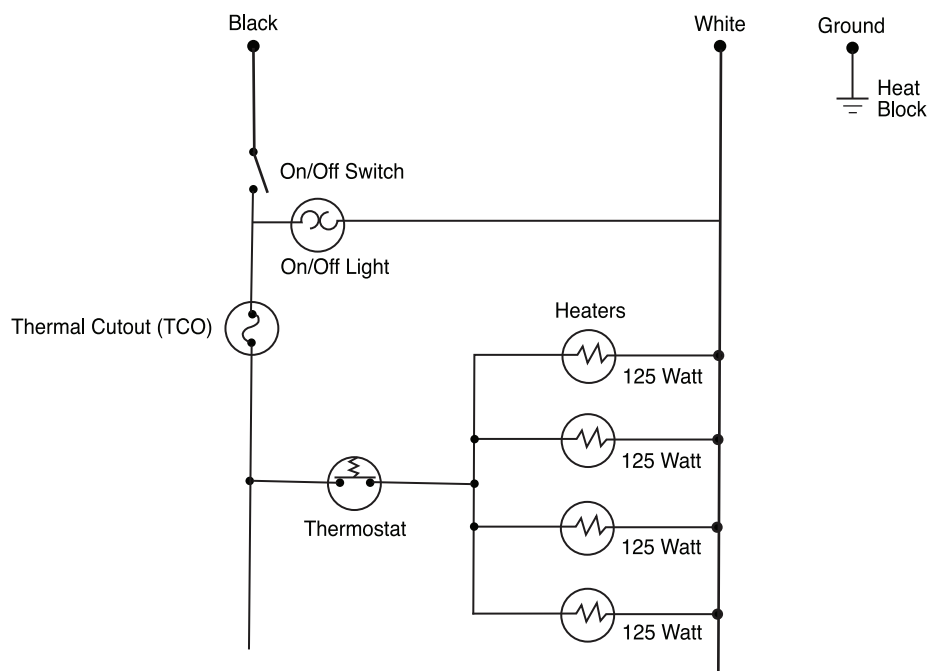 Black
White
Ground
Heat
Block
On/Off Switch
On/Off Light
Thermal Cutout (TCO)
Heaters
125 Watt
125 Watt
Thermostat
125 Watt
125 Watt